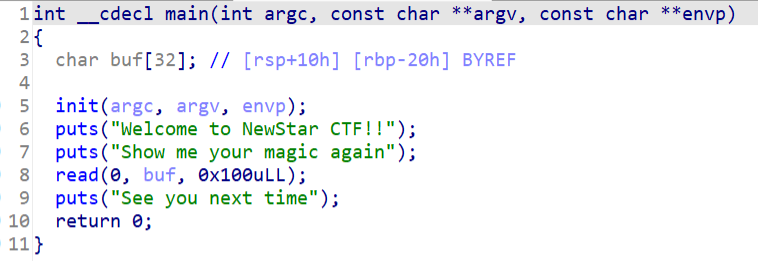 1 int __cdecl main(int argc, const char **argv, const char **envp)
2 {
3   char buf[32]; // [rsp+10h] [rbp-20h] BYREF
4
5   init(argc, argv, envp);
6   puts("Welcome to NewStar CTF!!");
7   puts("Show me your magic again");
8   read(0, buf, 0x100uLL);
9   puts("See you next time");
10   return 0;
11 }